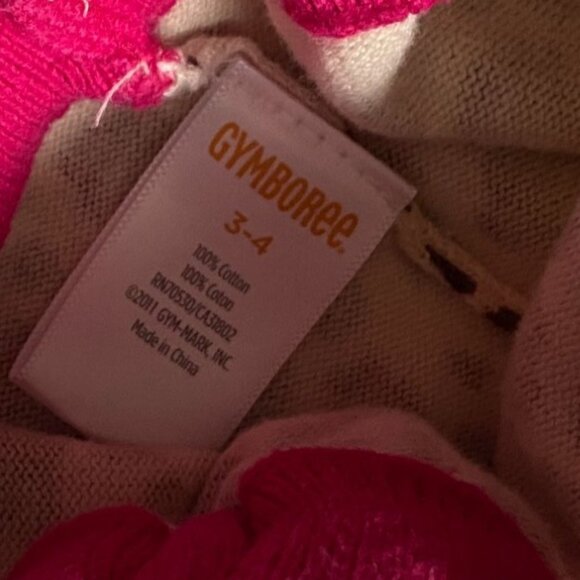 GYMBOREE
3-4
100% Cotton
100% Coton
RN70530/CA31802
©2011 GYM-MARK, INC.
Made in China